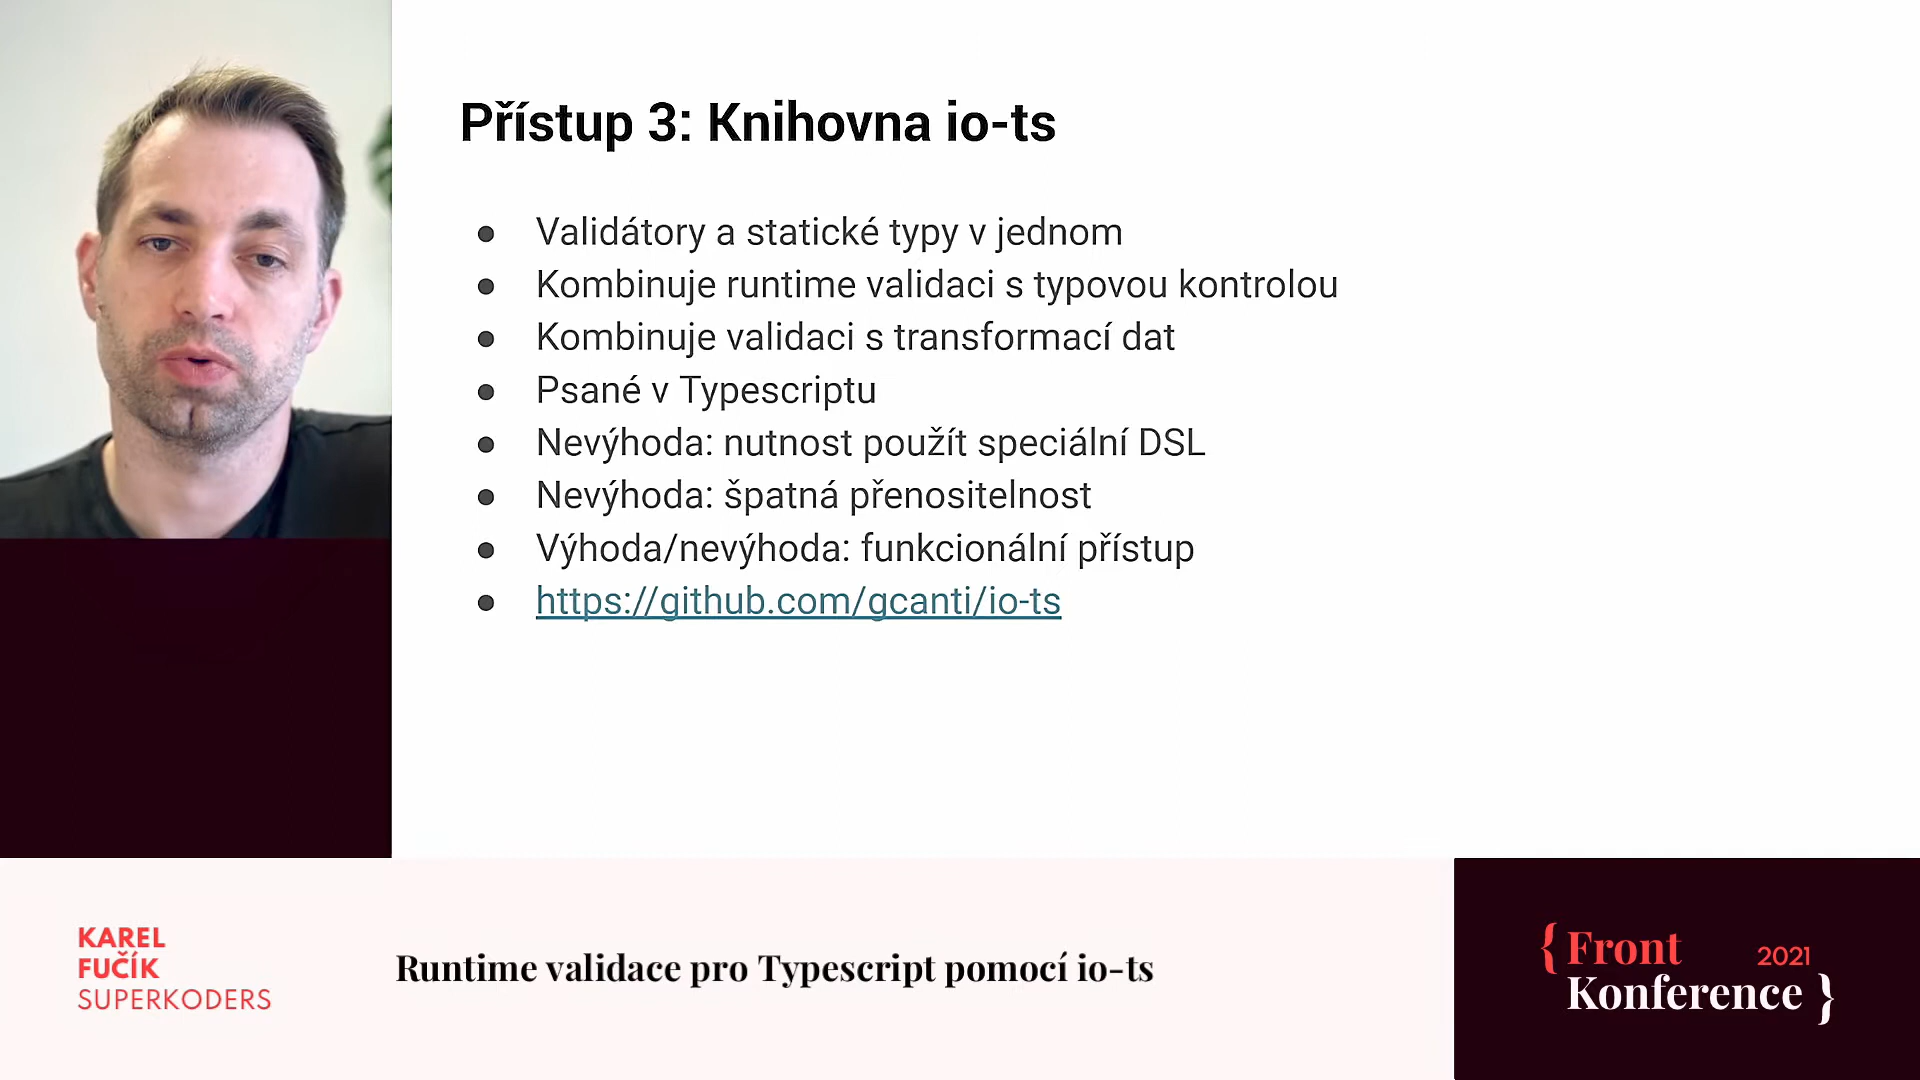 Přístup 3: Knihovna io-ts
Validátory a statické typy v jednom
Kombinuje runtime validaci s typovou kontrolou
Kombinuje validaci s transformací dat
Psané v Typescriptu
Nevýhoda: nutnost použít speciální DSL
Nevýhoda: špatná přenositelnost
Výhoda/nevýhoda: funkcionální přístup
https://github.com/gcanti/io-ts
KAREL
FUČÍK
SUPERKODERS
Runtime validace pro Typescript pomocí io-ts
{ Front 2021
Konference }